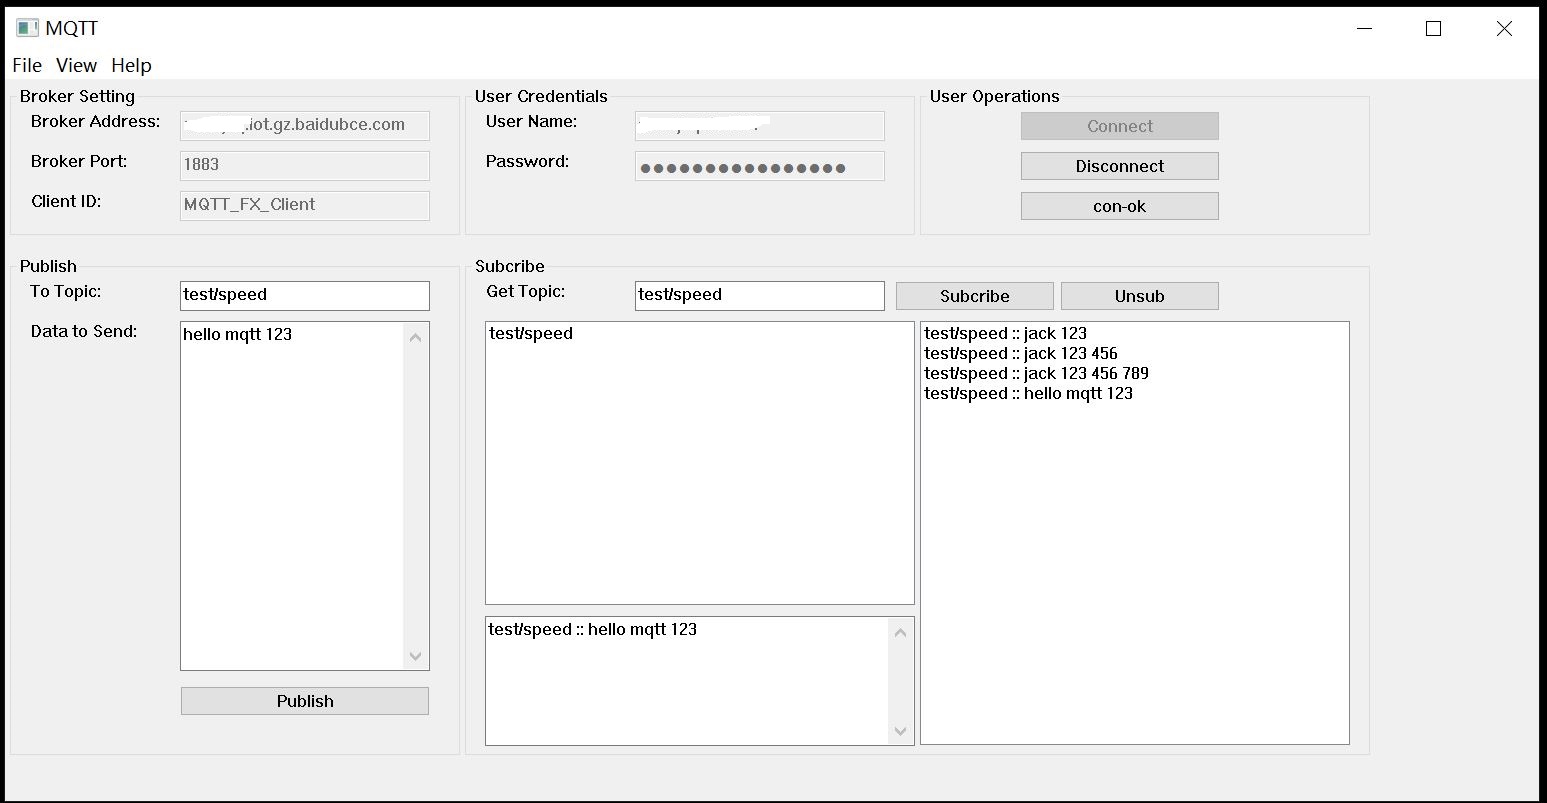 MQTT
File View Help
Broker Setting
Broker Address: .iot.gz.baidubce.com
Broker Port: 1883
Client ID: MQTT_FX_Client
User Credentials
User Name:
Password: ●●●●●●●●●●●●●●●●
User Operations
Connect
Disconnect
con-ok
Publish
To Topic: test/speed
Data to Send: hello mqtt 123
Publish
Subcribe
Get Topic: test/speed Subcribe Unsub
test/speed
test/speed :: hello mqtt 123
test/speed :: jack 123
test/speed :: jack 123 456
test/speed :: jack 123 456 789
test/speed :: hello mqtt 123